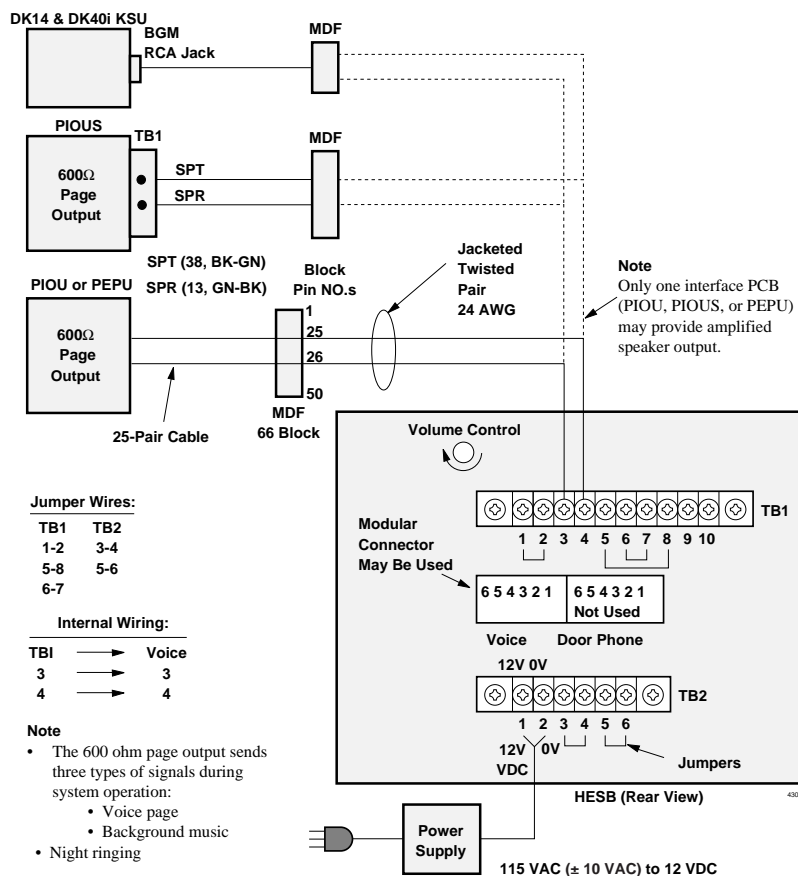 DK14 & DK40i KSU
BGM
RCA Jack
MDF
PIOUS
TB1
MDF
600Ω
Page
Output
SPT
SPR
SPT (38, BK-GN)
SPR (13, GN-BK)
PIOU or PEPU
600Ω
Page
Output
Block
Pin NO.s
1
25
26
50
MDF
66 Block
25-Pair Cable
Jacketed
Twisted
Pair
24 AWG
Note
Only one interface PCB
(PIOU, PIOUS, or PEPU)
may provide amplified
speaker output.
Volume Control
TB1
1 2 3 4 5 6 7 8 9 10
Modular
Connector
May Be Used
6 5 4 3 2 1
6 5 4 3 2 1
Not Used
Voice
Door Phone
12V 0V
TB2
1 2 3 4 5 6
12V 0V
VDC
Jumpers
HESB (Rear View)
430
Power
Supply
115 VAC (± 10 VAC) to 12 VDC
Jumper Wires:
TB1 TB2
1-2 3-4
5-8 5-6
6-7
Internal Wiring:
TBI Voice
3 3
4 4
Note
• The 600 ohm page output sends
three types of signals during
system operation:
• Voice page
• Background music
• Night ringing